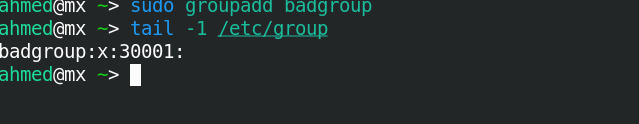 ahmed@mx ~> sudo groupadd badgroup
ahmed@mx ~> tail -1 /etc/group
badgroup:x:30001:
ahmed@mx ~>